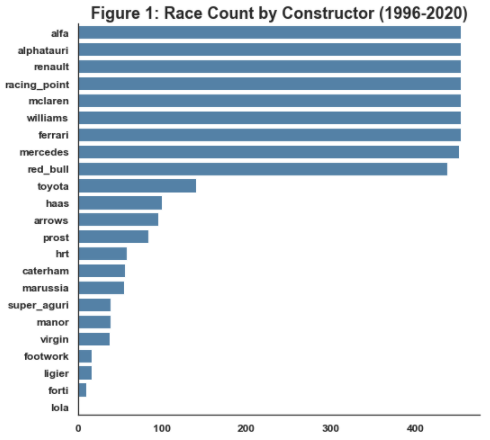 Figure 1: Race Count by Constructor (1996-2020)
alfa
alphatauri
renault
racing_point
mclaren
williams
ferrari
mercedes
red_bull
toyota
haas
arrows
prost
hrt
caterham
marussia
super_aguri
manor
virgin
footwork
ligier
forti
lola
0 100 200 300 400